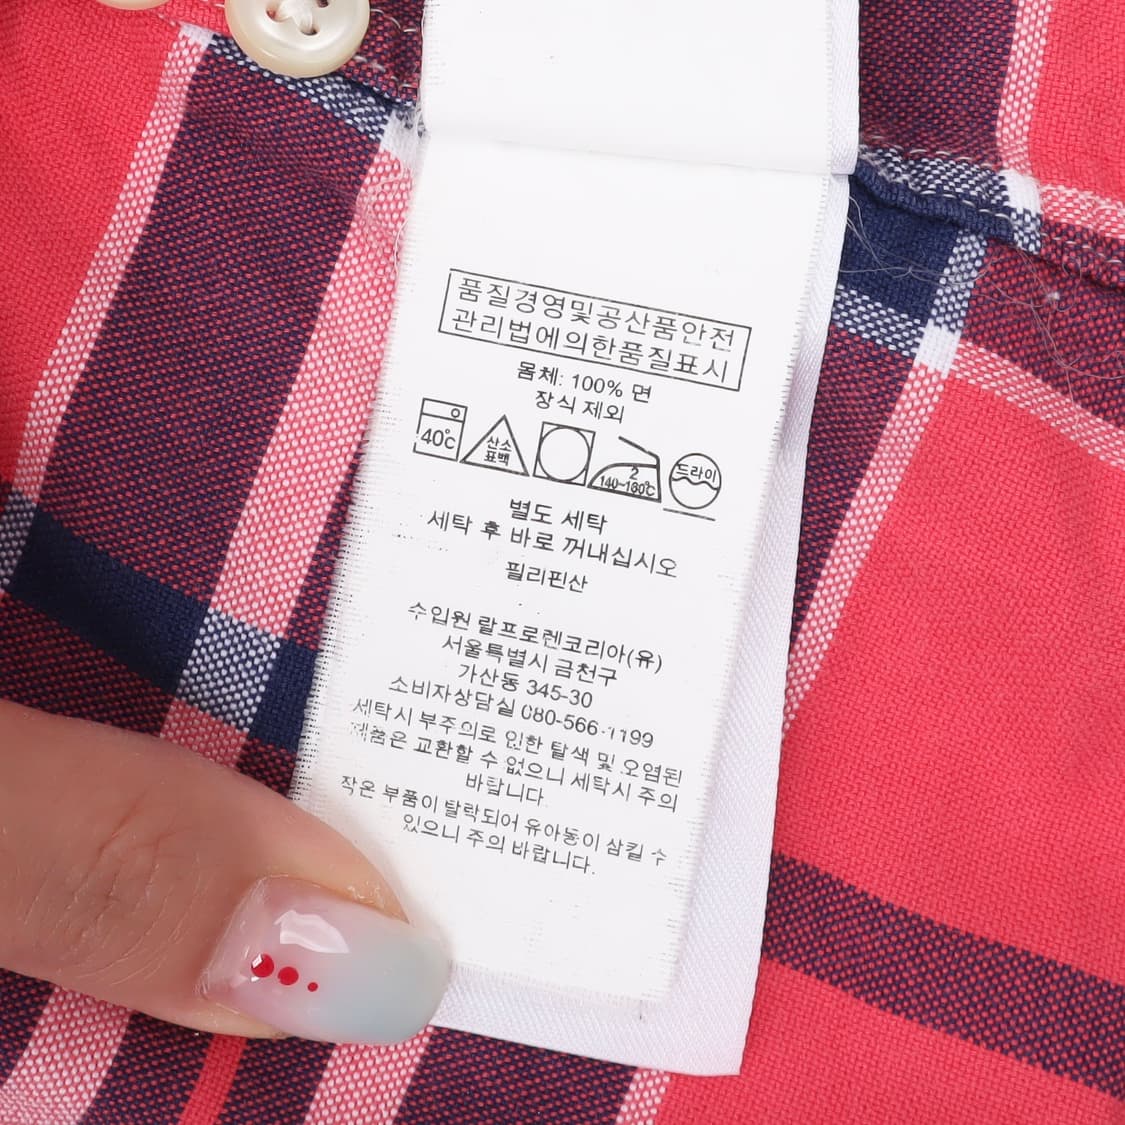 품질경영및공산품안전
관리법에의한품질표시
몸체: 100% 면
장식 제외
40℃
산소
표백
2
140~160℃
드라이
별도 세탁
세탁 후 바로 꺼내십시오
필리핀산
수입원 랄프로렌코리아(유)
서울특별시 금천구
가산동 345-30
소비자상담실 080-566-1199
세탁시 부주의로 인한 탈색 및 오염된
제품은 교환할 수 없으니 세탁시 주의
바랍니다.
작은 부품이 탈락되어 유아동이 삼킬 수
있으니 주의 바랍니다.